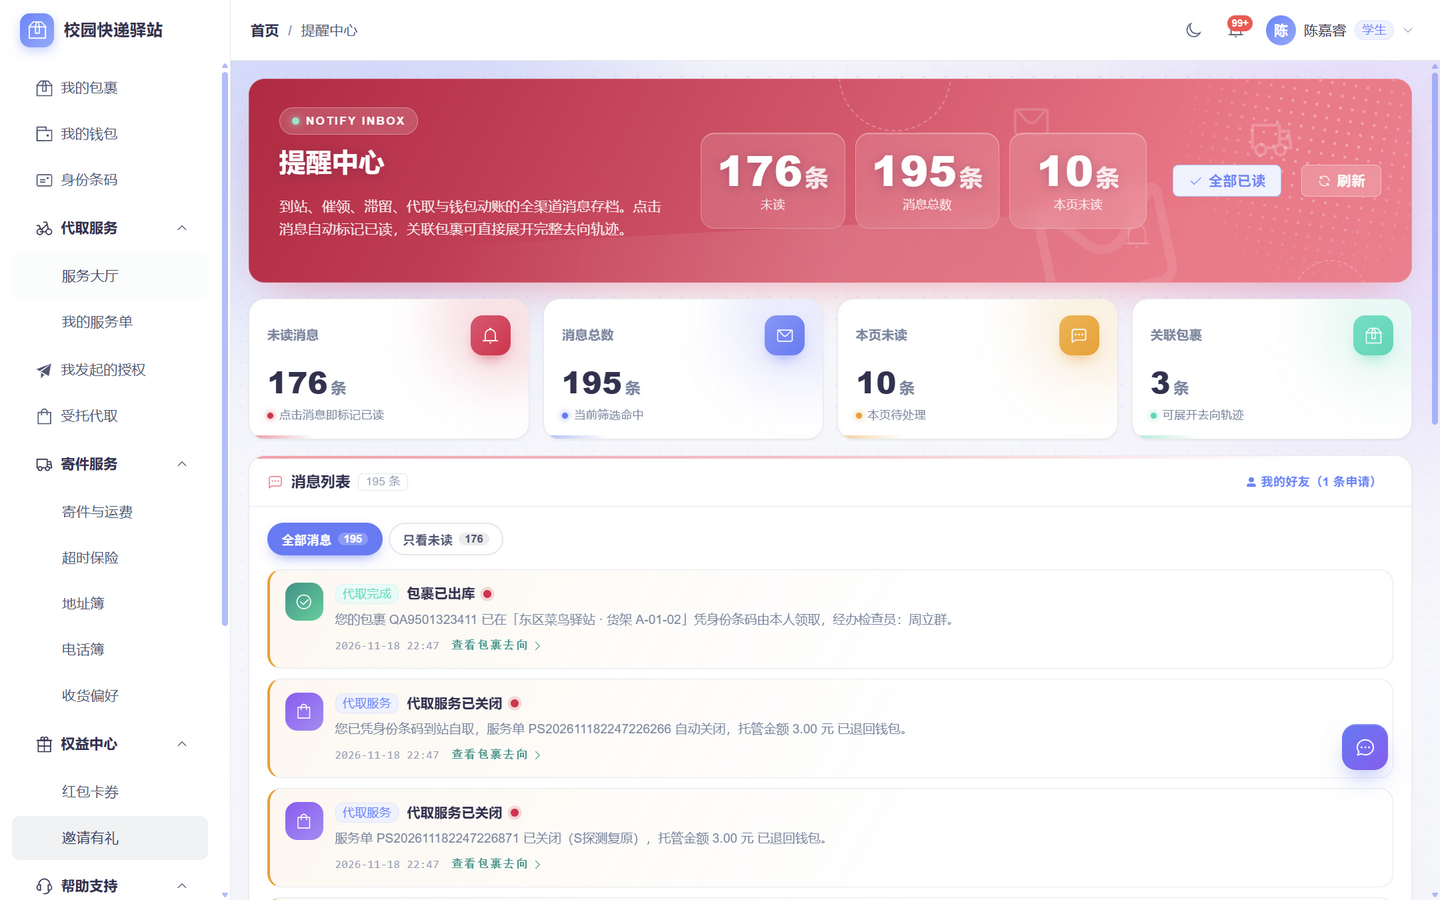 校园快递驿站
首页 / 提醒中心
99+
陈
陈嘉睿
学生
我的包裹
我的钱包
身份条码
代取服务
服务大厅
我的服务单
我发起的授权
受托代取
寄件服务
寄件与运费
超时保险
地址簿
电话簿
收货偏好
权益中心
红包卡券
邀请有礼
帮助支持
NOTIFY INBOX
提醒中心
到站、催领、滞留、代取与钱包动账的全渠道消息存档。点击
消息自动标记已读，关联包裹可直接展开完整去向轨迹。
176条
未读
195条
消息总数
10条
本页未读
全部已读
刷新
未读消息
176条
点击消息即标记已读
消息总数
195条
当前筛选命中
本页未读
10条
本页待处理
关联包裹
3条
可展开去向轨迹
消息列表 195 条
我的好友（1 条申请）
全部消息 195
只看未读 176
代取完成 包裹已出库
您的包裹 QA9501323411 已在「东区菜鸟驿站 · 货架 A-01-02」凭身份条码由本人领取，经办检查员：周立群。
2026-11-18 22:47 查看包裹去向
代取服务 代取服务已关闭
您已凭身份条码到站自取，服务单 PS202611182247226266 自动关闭，托管金额 3.00 元 已退回钱包。
2026-11-18 22:47 查看包裹去向
代取服务 代取服务已关闭
服务单 PS202611182247226871 已关闭（S探测复原），托管金额 3.00 元 已退回钱包。
2026-11-18 22:47 查看包裹去向